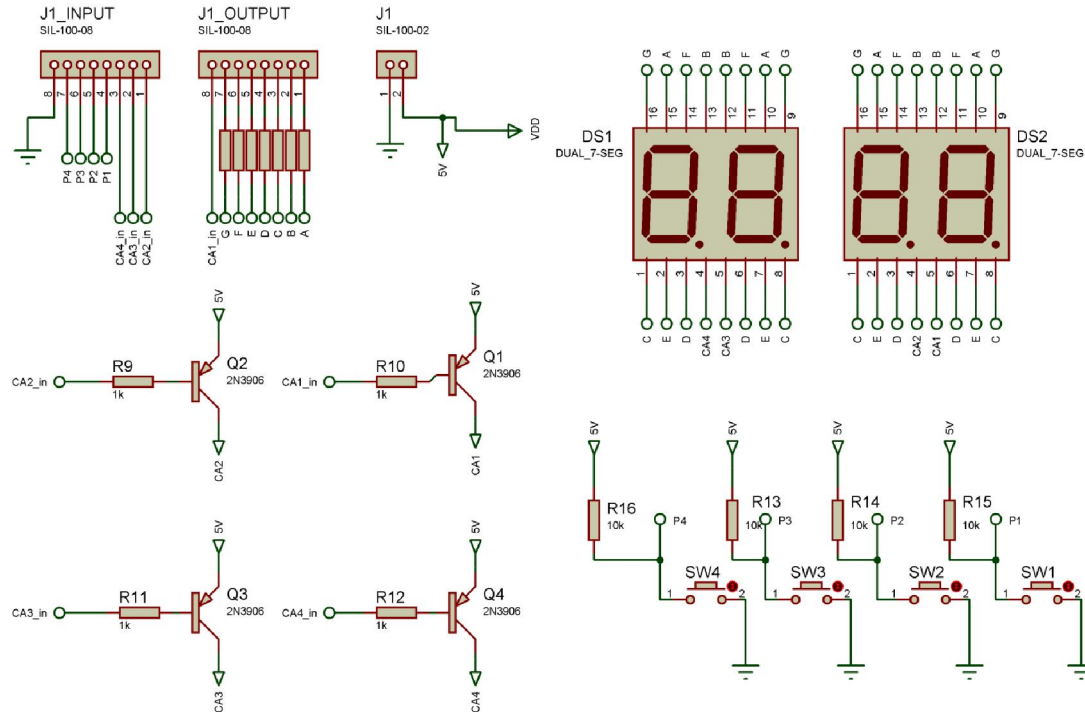 J1_INPUT
SIL-100-08
8 7 6 5 4 3 2 1
P4 P3 P2 P1
CA4_in CA3_in CA2_in
J1_OUTPUT
SIL-100-08
8 7 6 5 4 3 2 1
CA1_in G F E D C B A
J1
SIL-100-02
1 2
5V
VDD
G A F B B F A G
16 15 14 13 12 11 10 9
DS1
DUAL_7-SEG
1 2 3 4 5 6 7 8
C E D CA4 CA3 D E C
G A F B B F A G
16 15 14 13 12 11 10 9
DS2
DUAL_7-SEG
1 2 3 4 5 6 7 8
C E D CA2 CA1 D E C
5V
CA2_in
R9
1k
Q2
2N3906
CA2
5V
CA1_in
R10
1k
Q1
2N3906
CA1
5V
CA3_in
R11
1k
Q3
2N3906
CA3
5V
CA4_in
R12
1k
Q4
2N3906
CA4
5V
R16
10k
P4
SW4
1 2
5V
R13
10k
P3
SW3
1 2
5V
R14
10k
P2
SW2
1 2
5V
R15
10k
P1
SW1
1 2